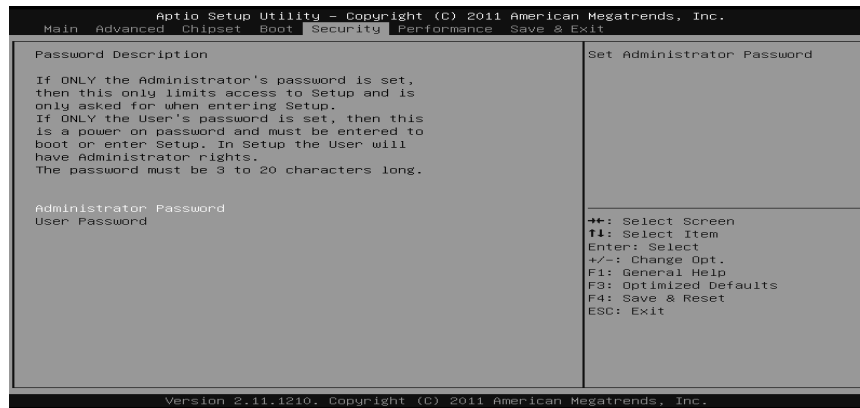 Aptio Setup Utility – Copyright (C) 2011 American Megatrends, Inc.
Main Advanced Chipset Boot Security Performance Save & Exit
Password Description
If ONLY the Administrator's password is set,
then this only limits access to Setup and is
only asked for when entering Setup.
If ONLY the User's password is set, then this
is a power on password and must be entered to
boot or enter Setup. In Setup the User will
have Administrator rights.
The password must be 3 to 20 characters long.
Administrator Password
User Password
Set Administrator Password
→←: Select Screen
↑↓: Select Item
Enter: Select
+/-: Change Opt.
F1: General Help
F3: Optimized Defaults
F4: Save & Reset
ESC: Exit
Version 2.11.1210. Copyright (C) 2011 American Megatrends, Inc.